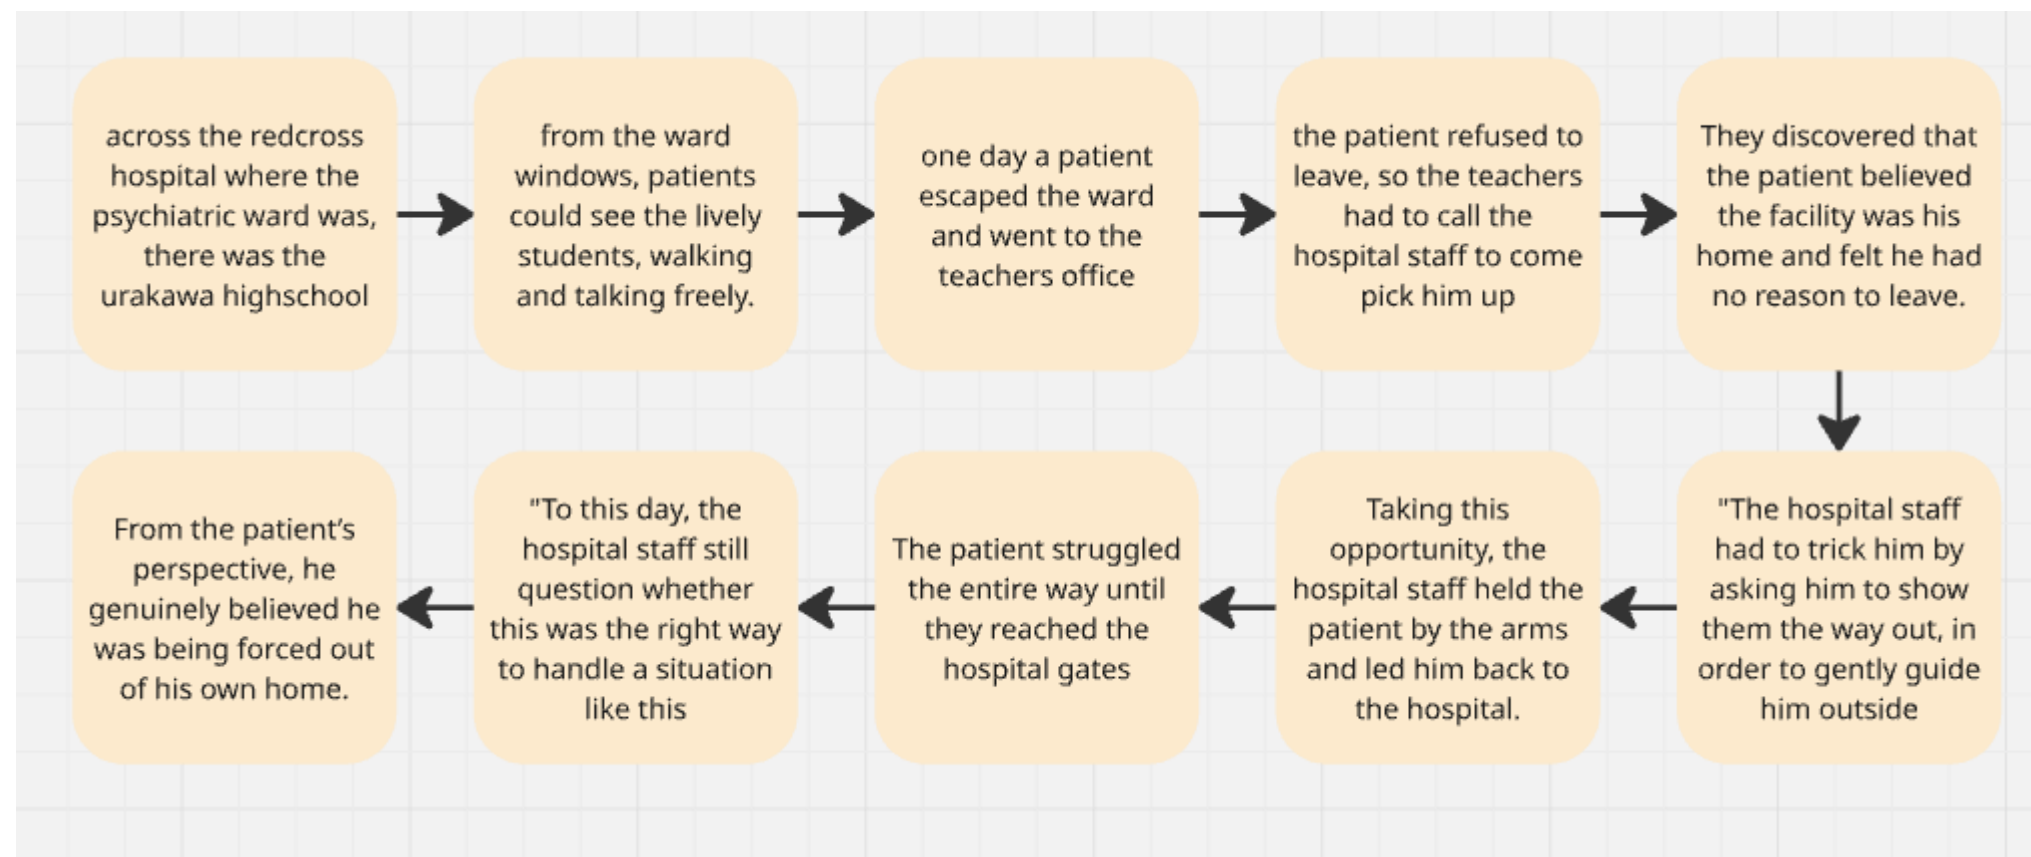 across the redcross
hospital where the
psychiatric ward was,
there was the
urakawa highschool
from the ward
windows, patients
could see the lively
students, walking
and talking freely.
one day a patient
escaped the ward
and went to the
teachers office
the patient refused to
leave, so the teachers
had to call the
hospital staff to come
pick him up
They discovered that
the patient believed
the facility was his
home and felt he had
no reason to leave.
"The hospital staff
had to trick him by
asking him to show
them the way out, in
order to gently guide
him outside
Taking this
opportunity, the
hospital staff held the
patient by the arms
and led him back to
the hospital.
The patient struggled
the entire way until
they reached the
hospital gates
"To this day, the
hospital staff still
question whether
this was the right way
to handle a situation
like this
From the patient’s
perspective, he
genuinely believed he
was being forced out
of his own home.